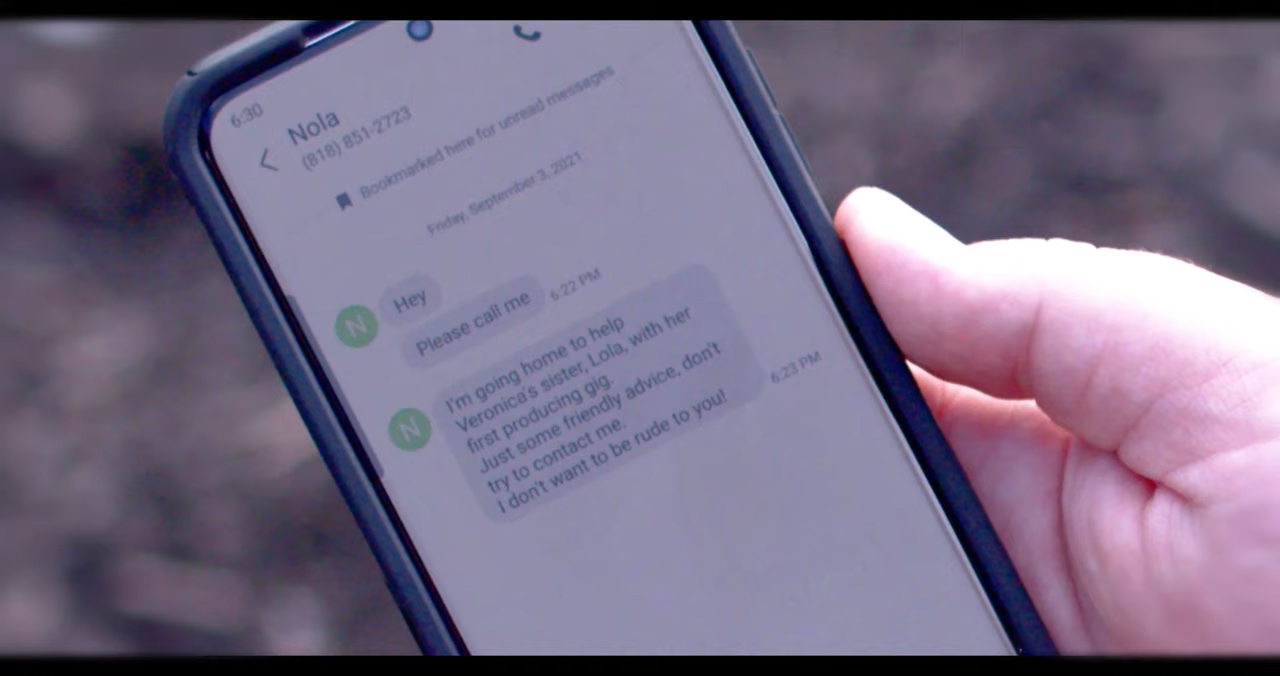 6:30
Nola
(818) 851-2723
Bookmarked here for unread messages
Friday, September 3, 2021
N
Hey
Please call me
6:22 PM
N
I'm going home to help
Veronica's sister, Lola, with her
first producing gig.
Just some friendly advice, don't
try to contact me.
I don't want to be rude to you!
6:23 PM